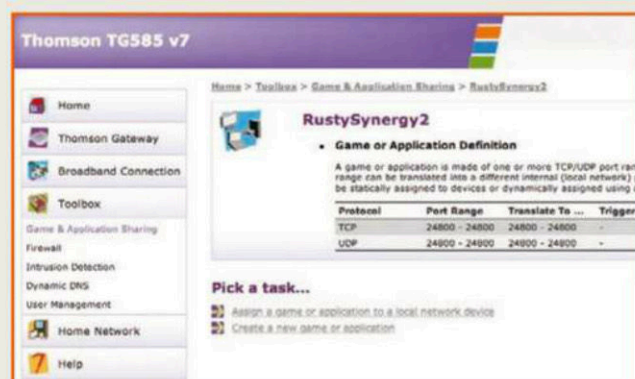 Thomson TG585 v7
Home > Toolbox > Game & Application Sharing > RustySynergy2
Home
Thomson Gateway
Broadband Connection
Toolbox
Game & Application Sharing
Firewall
Intrusion Detection
Dynamic DNS
User Management
Home Network
Help
RustySynergy2
• Game or Application Definition
A game or application is made of one or more TCP/UDP port
range can be translated into a different internal (local network)
be statically assigned to devices or dynamically assigned using
Protocol Port Range Translate To ... Trigger
TCP 24800 - 24800 24800 - 24800 -
UDP 24800 - 24800 24800 - 24800 -
Pick a task...
Assign a game or application to a local network device
Create a new game or application